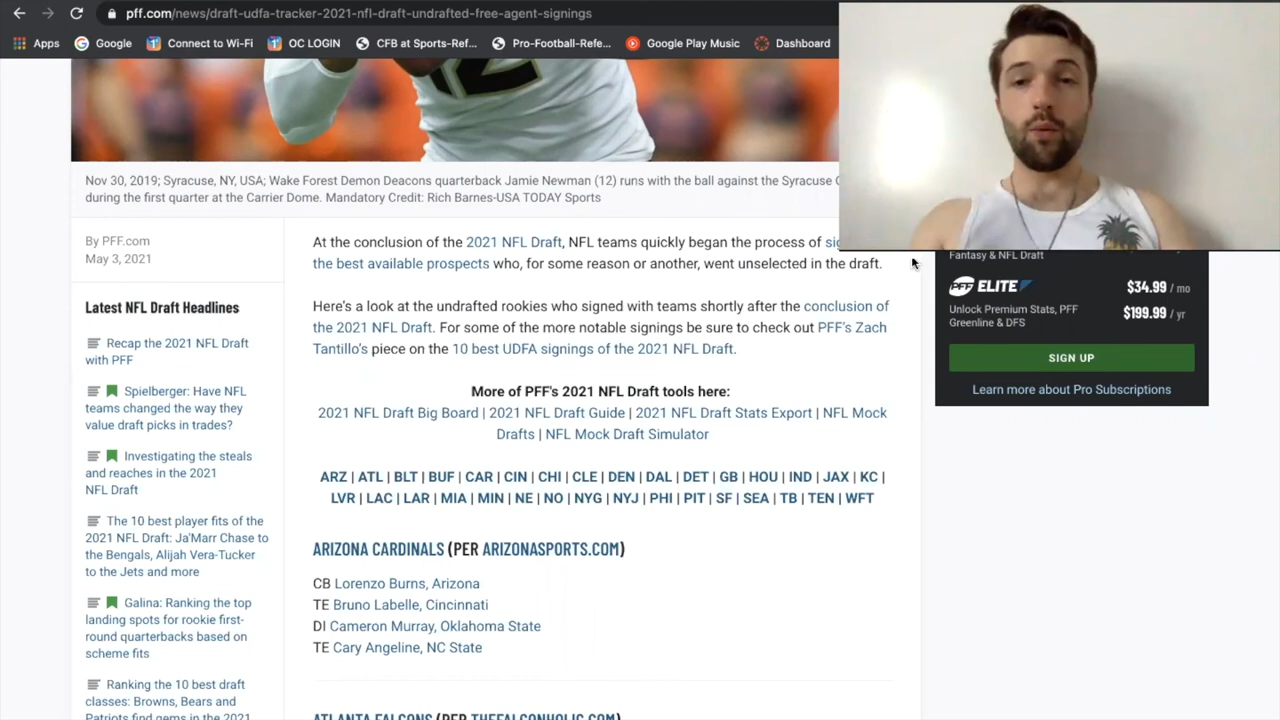 pff.com/news/draft-udfa-tracker-2021-nfl-draft-undrafted-free-agent-signings
Apps Google Connect to Wi-Fi OC LOGIN CFB at Sports-Ref... Pro-Football-Refe... Google Play Music Dashboard
12
Nov 30, 2019; Syracuse, NY, USA; Wake Forest Demon Deacons quarterback Jamie Newman (12) runs with the ball against the Syracuse
during the first quarter at the Carrier Dome. Mandatory Credit: Rich Barnes-USA TODAY Sports
By PFF.com
May 3, 2021
Latest NFL Draft Headlines
Recap the 2021 NFL Draft
with PFF
Spielberger: Have NFL
teams changed the way they
value draft picks in trades?
Investigating the steals
and reaches in the 2021
NFL Draft
The 10 best player fits of the
2021 NFL Draft: Ja'Marr Chase to
the Bengals, Alijah Vera-Tucker
to the Jets and more
Galina: Ranking the top
landing spots for rookie first-
round quarterbacks based on
scheme fits
Ranking the 10 best draft
classes: Browns, Bears and
Patriots find gems in the 2021
At the conclusion of the 2021 NFL Draft, NFL teams quickly began the process of
the best available prospects who, for some reason or another, went unselected in the draft.
Here's a look at the undrafted rookies who signed with teams shortly after the conclusion of
the 2021 NFL Draft. For some of the more notable signings be sure to check out PFF's Zach
Tantillo's piece on the 10 best UDFA signings of the 2021 NFL Draft.
More of PFF's 2021 NFL Draft tools here:
2021 NFL Draft Big Board | 2021 NFL Draft Guide | 2021 NFL Draft Stats Export | NFL Mock
Drafts | NFL Mock Draft Simulator
ARZ | ATL | BLT | BUF | CAR | CIN | CHI | CLE | DEN | DAL | DET | GB | HOU | IND | JAX | KC |
LVR | LAC | LAR | MIA | MIN | NE | NO | NYG | NYJ | PHI | PIT | SF | SEA | TB | TEN | WFT
ARIZONA CARDINALS (PER ARIZONASPORTS.COM)
CB Lorenzo Burns, Arizona
TE Bruno Labelle, Cincinnati
DI Cameron Murray, Oklahoma State
TE Cary Angeline, NC State
ATLANTA FALCONS (PER THEFALCONHOLIC.COM)
Fantasy & NFL Draft
PFF ELITE $34.99 / mo
Unlock Premium Stats, PFF
Greenline & DFS $199.99 / yr
SIGN UP
Learn more about Pro Subscriptions